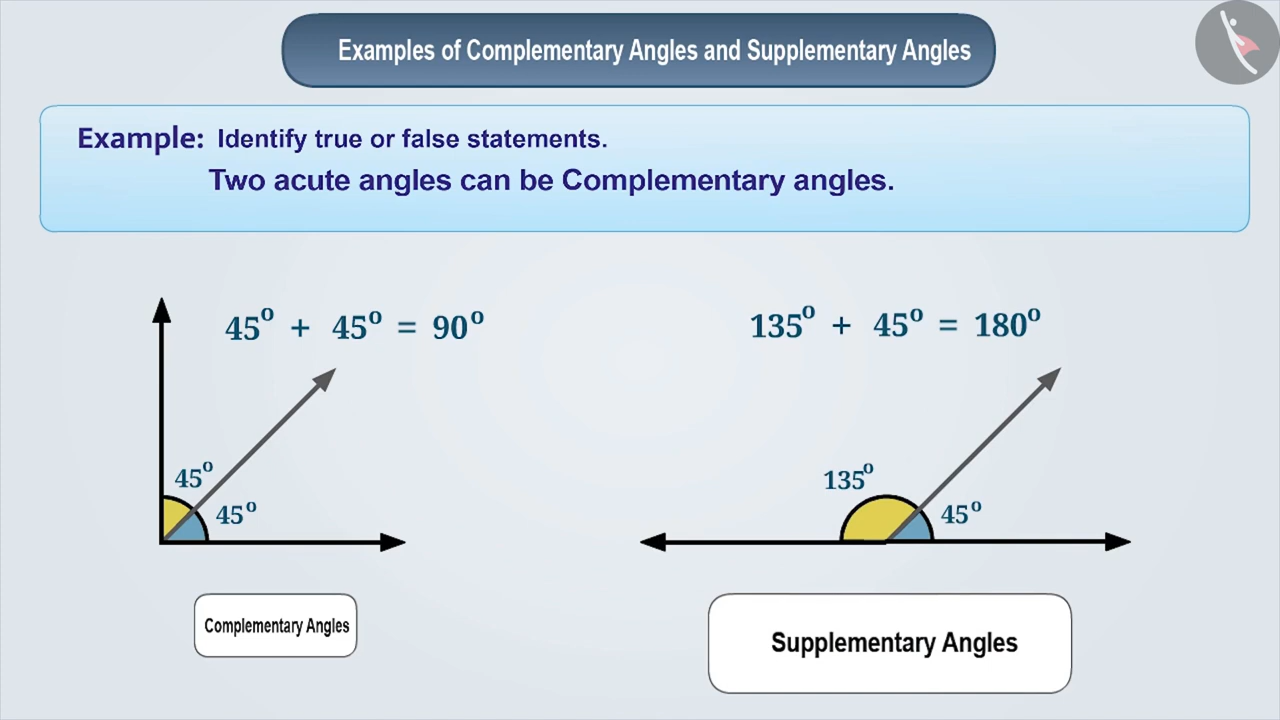 Examples of Complementary Angles and Supplementary Angles
Example: Identify true or false statements.
Two acute angles can be Complementary angles.
45° + 45° = 90°
45°
45°
Complementary Angles
135° + 45° = 180°
135°
45°
Supplementary Angles